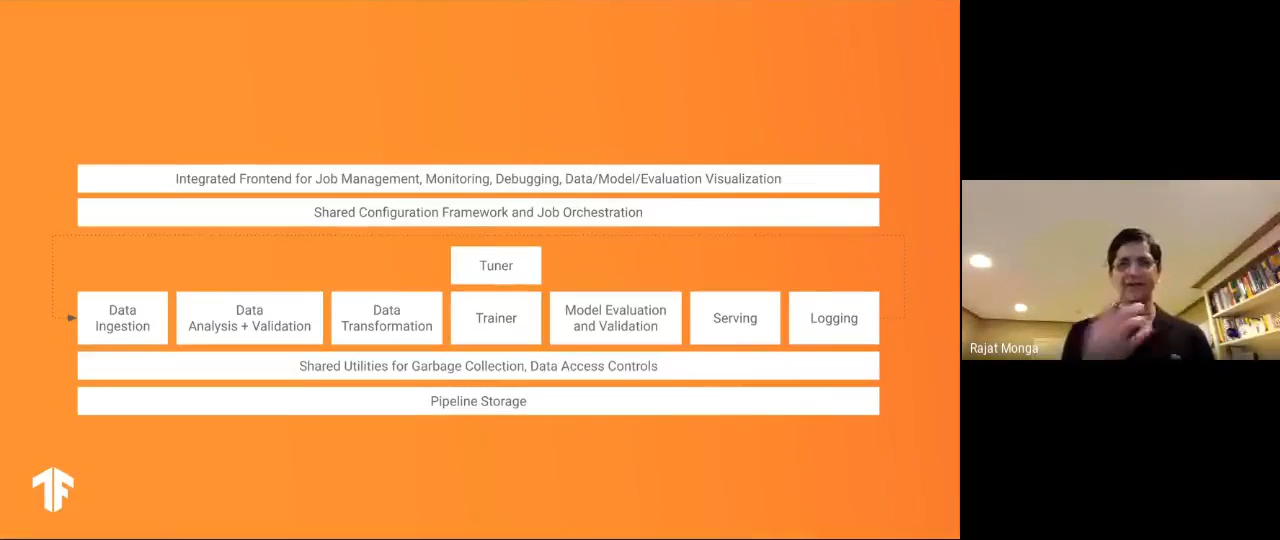 Integrated Frontend for Job Management, Monitoring, Debugging, Data/Model/Evaluation Visualization
Shared Configuration Framework and Job Orchestration
Tuner
Data
Ingestion
Data
Analysis + Validation
Data
Transformation
Trainer
Model Evaluation
and Validation
Serving
Logging
Shared Utilities for Garbage Collection, Data Access Controls
Pipeline Storage
Rajat Monga